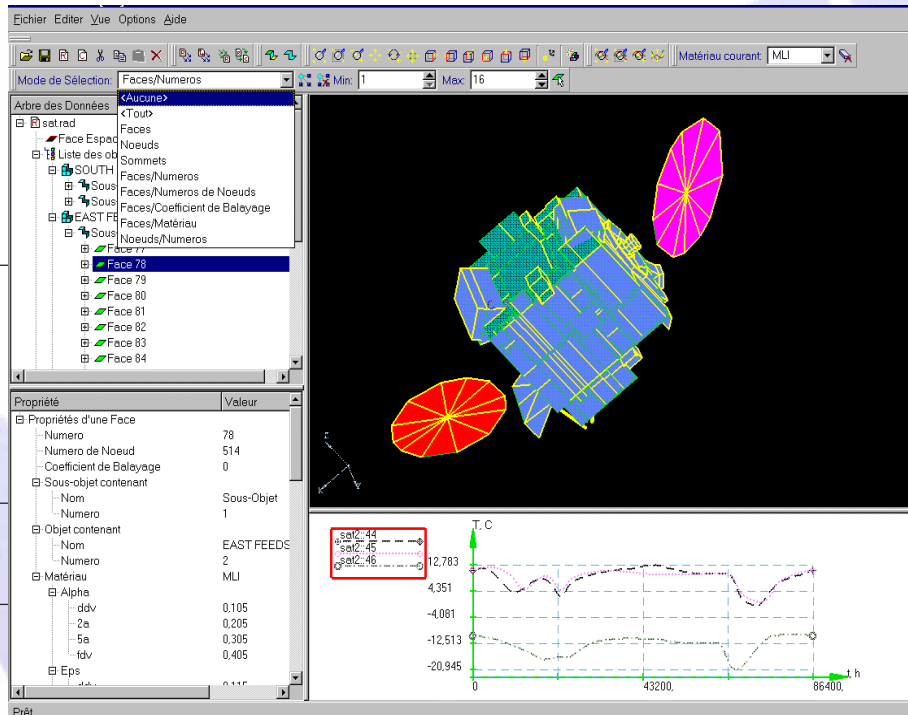 Fichier Editer Vue Options Aide
Matériau courant: MLI
Mode de Sélection: Faces/Numeros Min: 1 Max: 16
Arbre des Données
<Aucune>
<Tout>
Faces
Noeuds
Sommets
Faces/Numeros
Faces/Numeros de Noeuds
Faces/Coefficient de Balayage
Faces/Matériau
Noeuds/Numeros
sat.rad
Face Espac
Liste des ob
SOUTH
Sous
Sous
EAST FE
Sous
Face 77
Face 78
Face 79
Face 80
Face 81
Face 82
Face 83
Face 84
Propriété Valeur
Propriétés d'une Face
Numero 78
Numero de Noeud 514
Coefficient de Balayage 0
Sous-objet contenant
Nom Sous-Objet
Numero 1
Objet contenant
Nom EAST FEEDS
Numero 2
Matériau MLI
Alpha
ddv 0,105
2a 0,205
5a 0,305
fdv 0,405
Eps
ddv 0,115
Z
X Y
sat2::44
sat2::45
sat2::46
T, C
12,783
4,351
-4,081
-12,513
-20,945
0 43200, 86400,
t, h
Prêt